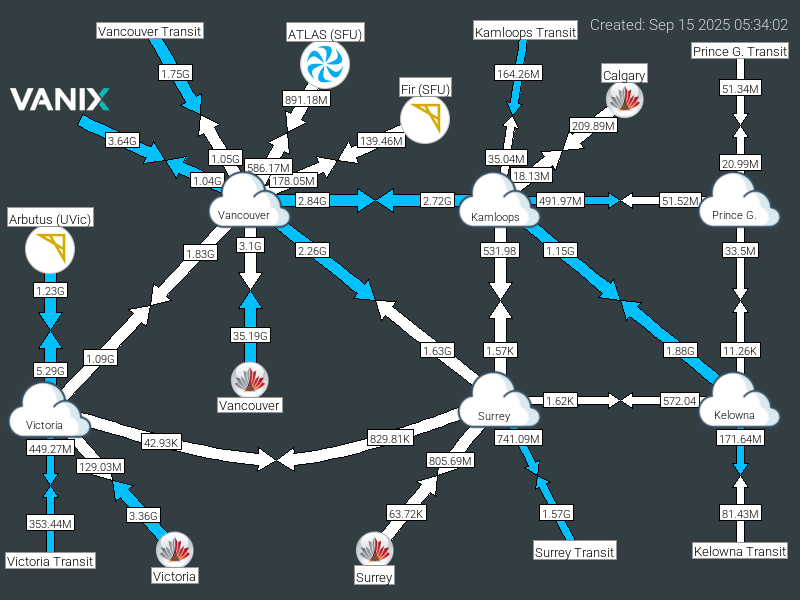 Created: Sep 15 2025 05:34:02
Vancouver Transit
ATLAS (SFU)
Kamloops Transit
Prince G. Transit
1.75G
164.26M
Calgary
Fir (SFU)
51.34M
VANIX
891.18M
209.89M
3.64G
139.46M
1.05G
35.04M
20.99M
586.17M
1.04G
178.05M
18.13M
2.84G
2.72G
491.97M
51.52M
Vancouver
Kamloops
Prince G.
Arbutus (UVic)
1.83G
3.1G
2.26G
531.98
1.15G
33.5M
1.23G
35.19G
1.09G
1.63G
1.57K
1.88G
11.26K
5.29G
Vancouver
1.62K
572.04
Victoria
Surrey
Kelowna
449.27M
42.93K
829.81K
741.09M
171.64M
129.03M
805.69M
353.44M
3.36G
63.72K
1.57G
81.43M
Victoria Transit
Victoria
Surrey
Surrey Transit
Kelowna Transit